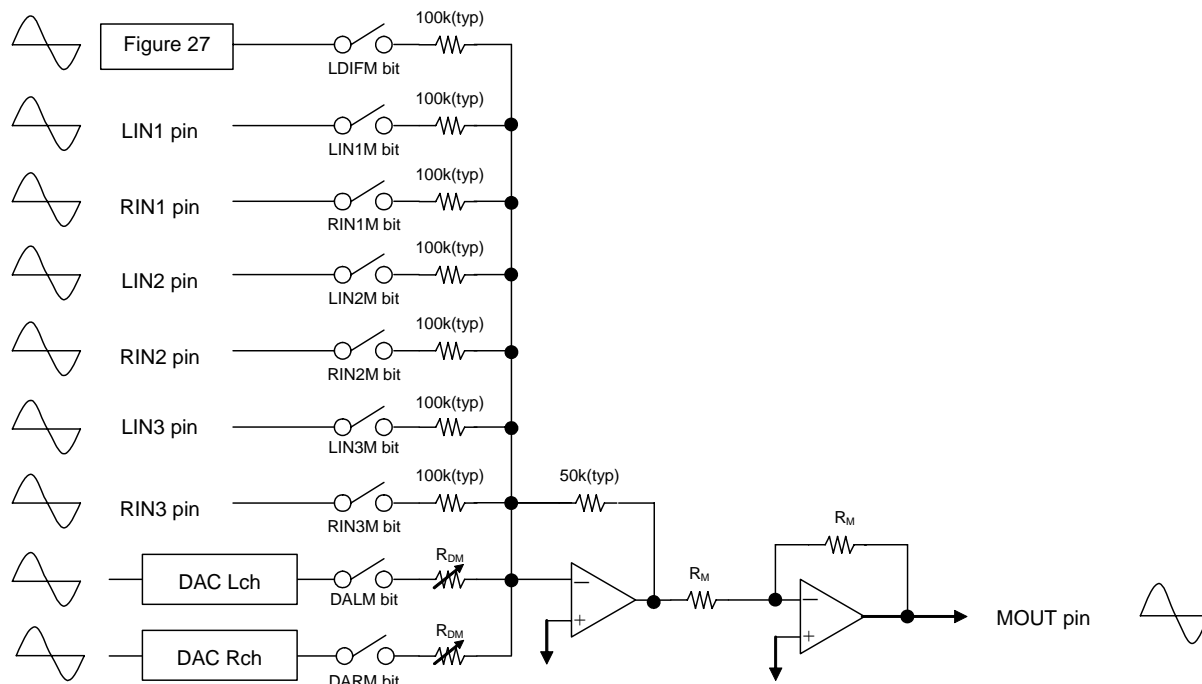 100k(typ)
Figure 27
LDIFM bit
100k(typ)
LIN1 pin
LIN1M bit
100k(typ)
RIN1 pin
RIN1M bit
100k(typ)
LIN2 pin
LIN2M bit
100k(typ)
RIN2 pin
RIN2M bit
100k(typ)
LIN3 pin
LIN3M bit
100k(typ)
50k(typ)
RIN3 pin
RIN3M bit
RM
RDM
RM
DAC Lch
DALM bit
−
+
−
+
MOUT pin
RDM
DAC Rch
DARM bit